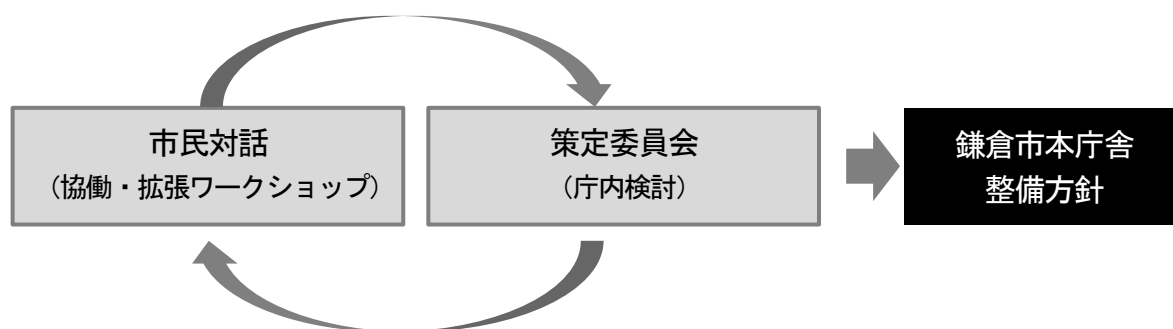 市民対話
（協働・拡張ワークショップ）
策定委員会
（庁内検討）
鎌倉市本庁舎
整備方針